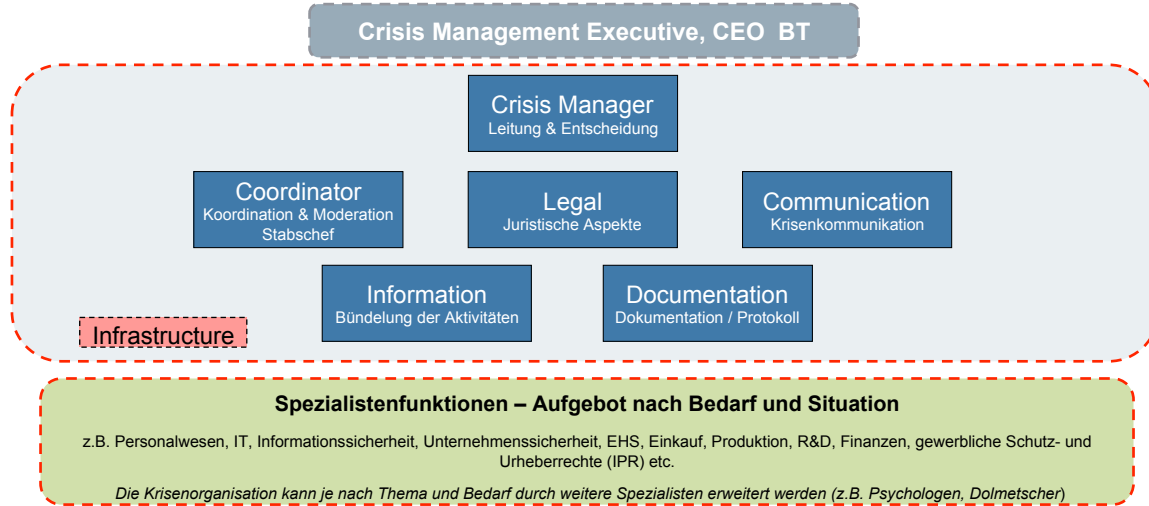 Crisis Management Executive, CEO BT
Crisis Manager
Leitung & Entscheidung
Coordinator
Koordination & Moderation
Stabschef
Legal
Juristische Aspekte
Communication
Krisenkommunikation
Information
Bündelung der Aktivitäten
Documentation
Dokumentation / Protokoll
Infrastructure
Spezialistenfunktionen – Aufgebot nach Bedarf und Situation
z.B. Personalwesen, IT, Informationssicherheit, Unternehmenssicherheit, EHS, Einkauf, Produktion, R&D, Finanzen, gewerbliche Schutz- und
Urheberrechte (IPR) etc.
Die Krisenorganisation kann je nach Thema und Bedarf durch weitere Spezialisten erweitert werden (z.B. Psychologen, Dolmetscher)